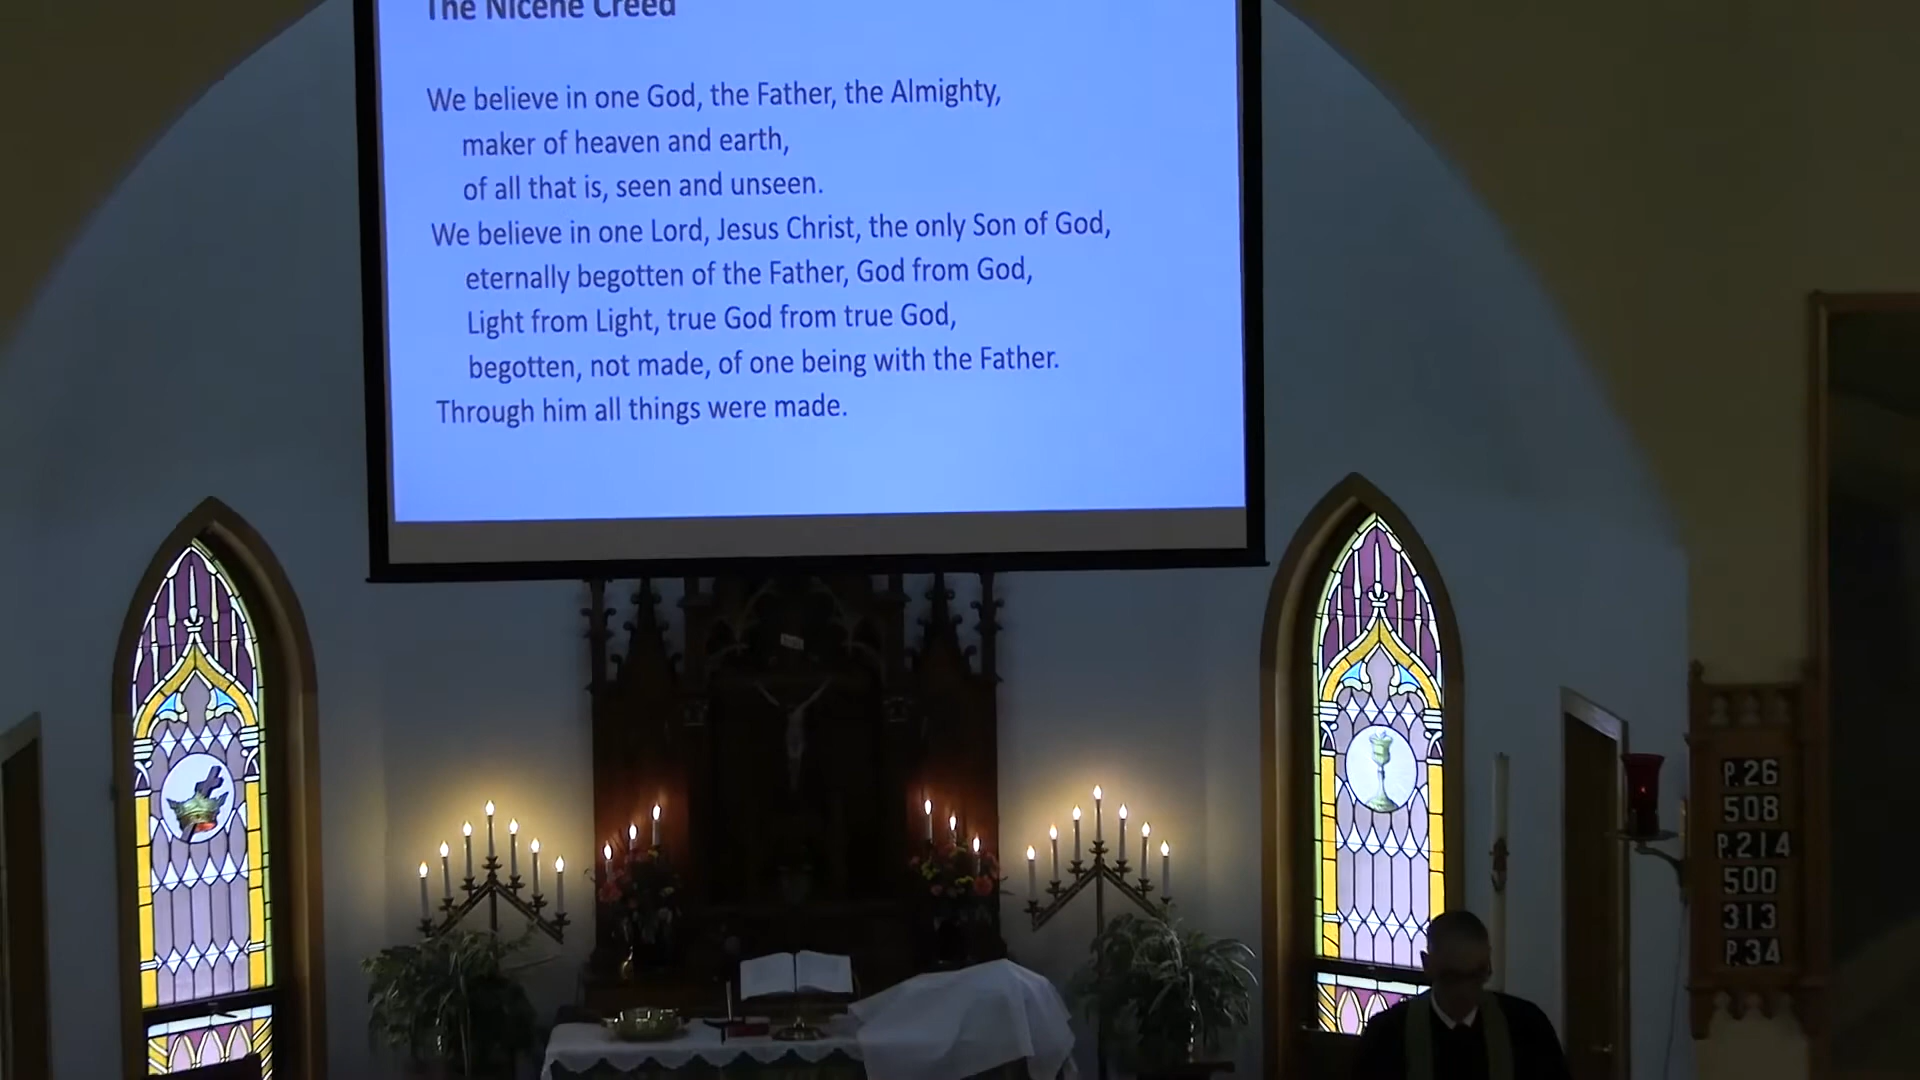 The Nicene Creed
We believe in one God, the Father, the Almighty,
maker of heaven and earth,
of all that is, seen and unseen.
We believe in one Lord, Jesus Christ, the only Son of God,
eternally begotten of the Father, God from God,
Light from Light, true God from true God,
begotten, not made, of one being with the Father.
Through him all things were made.
P.26
508
P.214
500
313
P.34